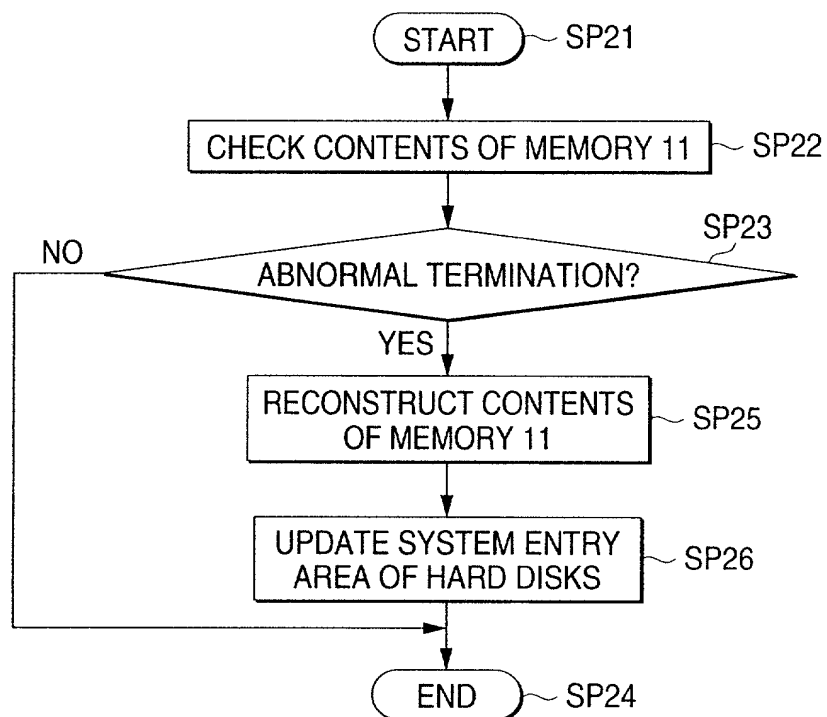 START
SP21
CHECK CONTENTS OF MEMORY 11
SP22
SP23
NO
ABNORMAL TERMINATION?
YES
RECONSTRUCT CONTENTS
OF MEMORY 11
SP25
UPDATE SYSTEM ENTRY
AREA OF HARD DISKS
SP26
END
SP24